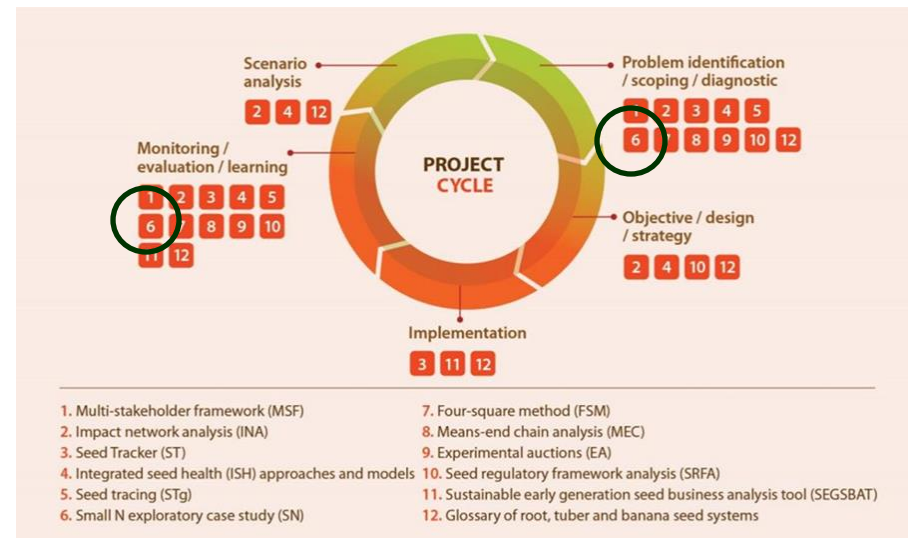 Scenario
analysis
2 4 12
Problem identification
/ scoping / diagnostic
1 2 3 4 5
6 7 8 9 10 12
Monitoring /
evaluation / learning
1 2 3 4 5
6 7 8 9 10
11 12
PROJECT
CYCLE
Objective / design
/ strategy
2 4 10 12
Implementation
3 11 12
1. Multi-stakeholder framework (MSF)
2. Impact network analysis (INA)
3. Seed Tracker (ST)
4. Integrated seed health (ISH) approaches and models
5. Seed tracing (STg)
6. Small N exploratory case study (SN)
7. Four-square method (FSM)
8. Means-end chain analysis (MEC)
9. Experimental auctions (EA)
10. Seed regulatory framework analysis (SRFA)
11. Sustainable early generation seed business analysis tool (SEGSBAT)
12. Glossary of root, tuber and banana seed systems